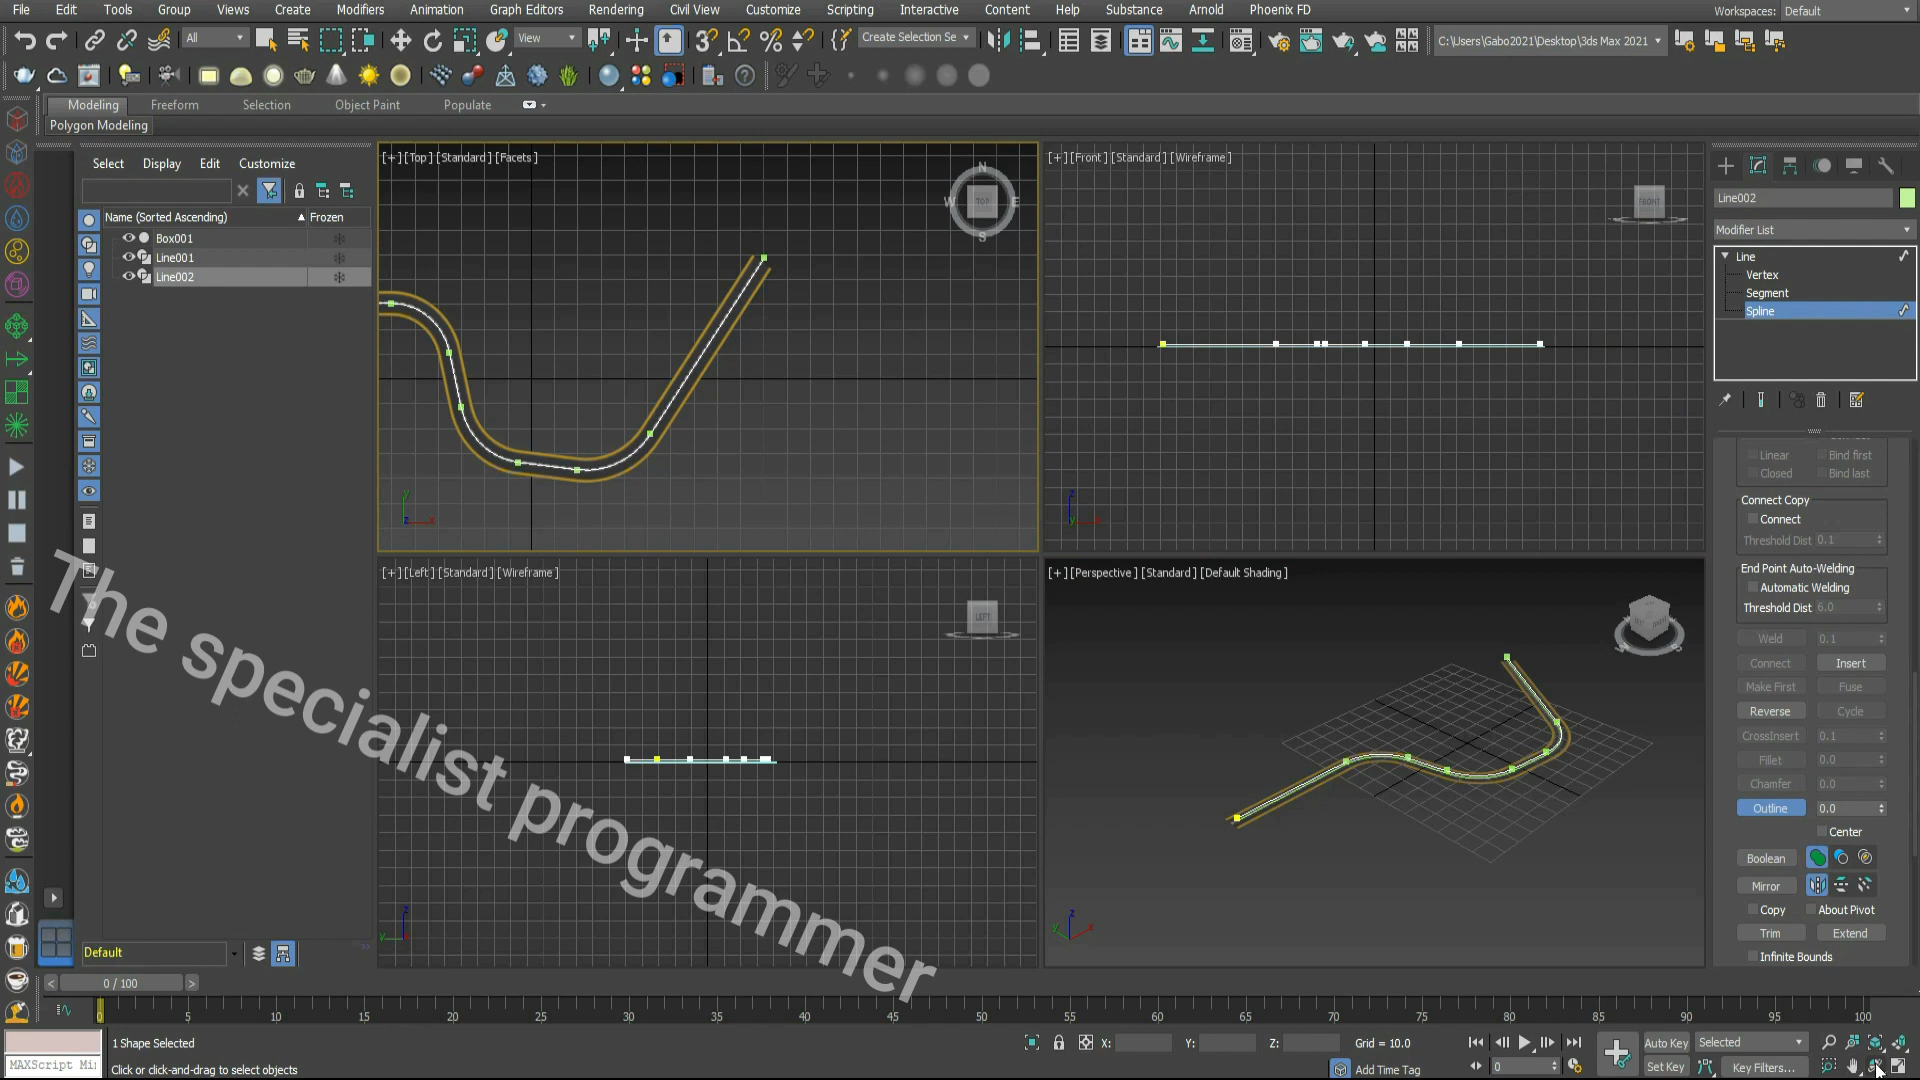 File Edit Tools Group Views Create Modifiers Animation Graph Editors Rendering Civil View Customize Scripting Interactive Content Help Substance Arnold Phoenix FD Workspaces: Default
All View Create Selection Se C:\Users\Gabo2021\Desktop\3ds Max 2021
Modeling Freeform Selection Object Paint Populate
Polygon Modeling
Select Display Edit Customize
Name (Sorted Ascending) Frozen
Box001
Line001
Line002
[+] [Top] [Standard] [Facets]
N
W TOP E
S
[+] [Front] [Standard] [Wireframe]
FRONT
[+] [Left] [Standard] [Wireframe]
LEFT
[+] [Perspective] [Standard] [Default Shading]
Line002
Modifier List
Line
Vertex
Segment
Spline
Linear Bind first
Closed Bind last
Connect Copy
Connect
Threshold Dist 0.1
End Point Auto-Welding
Automatic Welding
Threshold Dist 6.0
Weld 0.1
Connect Insert
Make First Fuse
Reverse Cycle
CrossInsert 0.1
Fillet 0.0
Chamfer 0.0
Outline 0.0
Center
Boolean
Mirror
Copy About Pivot
Trim Extend
Infinite Bounds
The specialist programmer
Default
0 / 100
0 5 10 15 20 25 30 35 40 45 50 55 60 65 70 75 80 85 90 95 100
1 Shape Selected X: Y: Z: Grid = 10.0 Auto Key Selected
MAXScript Mi Click or click-and-drag to select objects Add Time Tag 0 Set Key Key Filters...